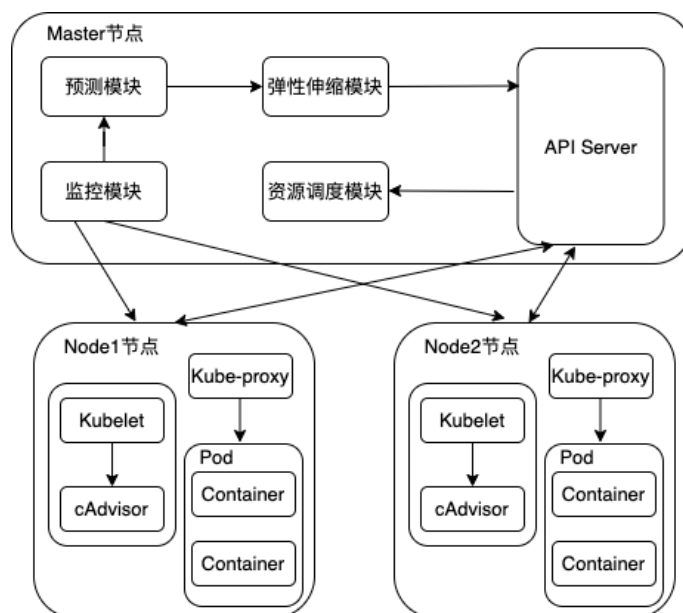 Master节点
预测模块
弹性伸缩模块
API Server
监控模块
资源调度模块
Node1节点
Kube-proxy
Kubelet
Pod
Container
cAdvisor
Container
Node2节点
Kube-proxy
Kubelet
Pod
Container
cAdvisor
Container